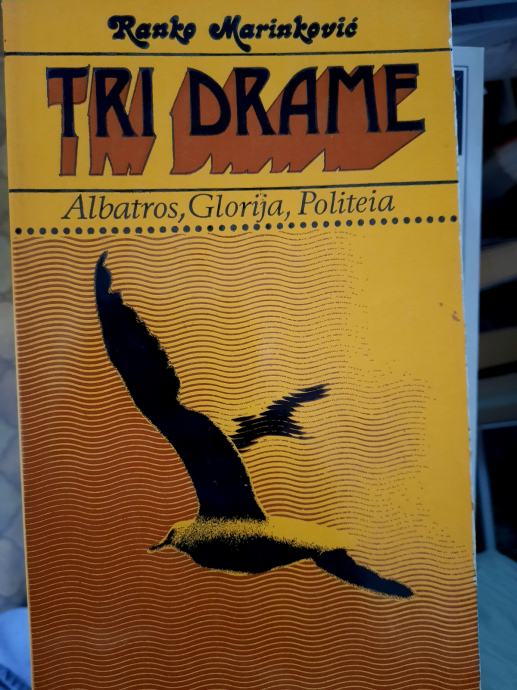 Ranko Marinković
TRI DRAME
Albatros, Glorija, Politeia